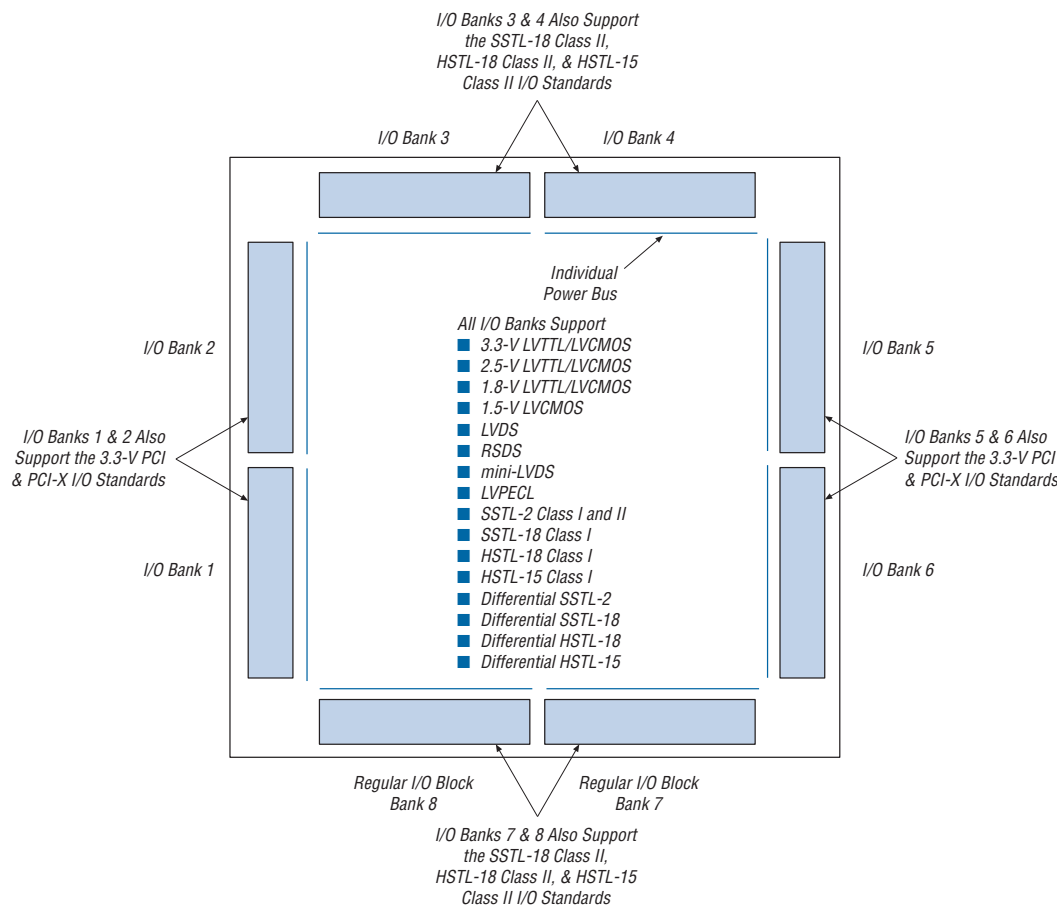 I/O Banks 3 & 4 Also Support
the SSTL-18 Class II,
HSTL-18 Class II, & HSTL-15
Class II I/O Standards
I/O Bank 3
I/O Bank 4
Individual
Power Bus
I/O Bank 2
I/O Bank 5
All I/O Banks Support
3.3-V LVTTL/LVCMOS
2.5-V LVTTL/LVCMOS
1.8-V LVTTL/LVCMOS
1.5-V LVCMOS
LVDS
RSDS
mini-LVDS
LVPECL
SSTL-2 Class I and II
SSTL-18 Class I
HSTL-18 Class I
HSTL-15 Class I
Differential SSTL-2
Differential SSTL-18
Differential HSTL-18
Differential HSTL-15
I/O Banks 1 & 2 Also
Support the 3.3-V PCI
& PCI-X I/O Standards
I/O Banks 5 & 6 Also
Support the 3.3-V PCI
& PCI-X I/O Standards
I/O Bank 1
I/O Bank 6
Regular I/O Block
Bank 8
Regular I/O Block
Bank 7
I/O Banks 7 & 8 Also Support
the SSTL-18 Class II,
HSTL-18 Class II, & HSTL-15
Class II I/O Standards